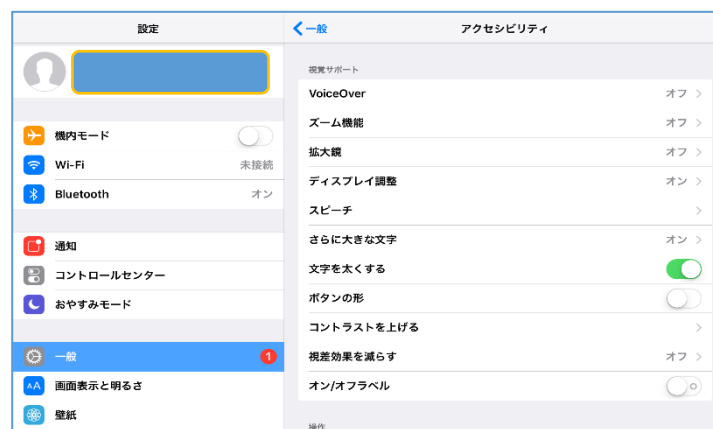 設定
機内モード
Wi-Fi 未接続
Bluetooth オン
通知
コントロールセンター
おやすみモード
一般 1
AA 画面表示と明るさ
壁紙
一般 アクセシビリティ
視覚サポート
VoiceOver オフ
ズーム機能 オフ
拡大鏡 オフ
ディスプレイ調整 オン
スピーチ
さらに大きな文字 オン
文字を太くする
ボタンの形
コントラストを上げる
視差効果を減らす オフ
オン/オフラベル
操作